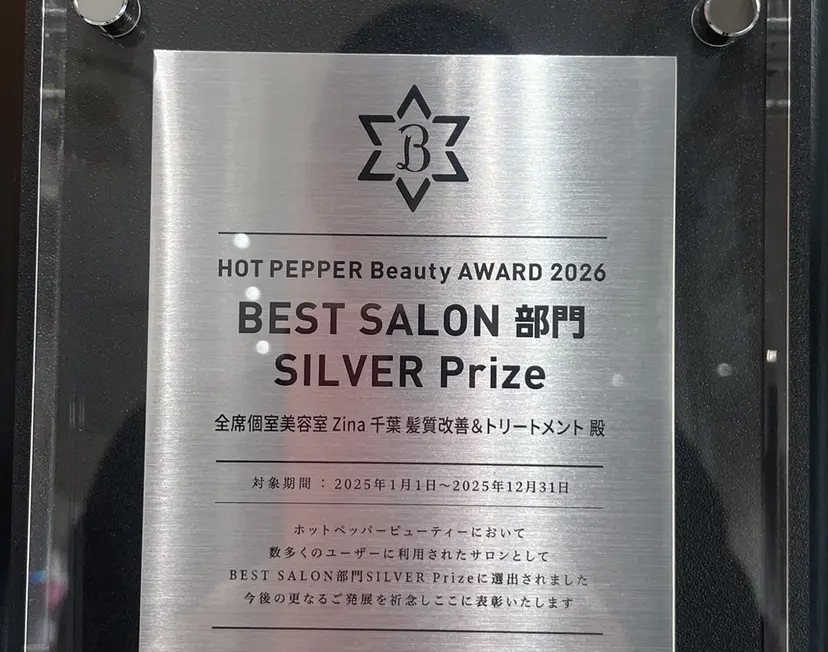 B
HOT PEPPER Beauty AWARD 2026
BEST SALON 部門
SILVER Prize
全席個室美容室 Zina 千葉 髪質改善&トリートメント 殿
対象期間 : 2025年1月1日〜2025年12月31日
ホットペッパービューティーにおいて
数多くのユーザーに利用されたサロンとして
BEST SALON部門SILVER Prizeに選出されました
今後の更なるご発展を祈念しここに表彰いたします